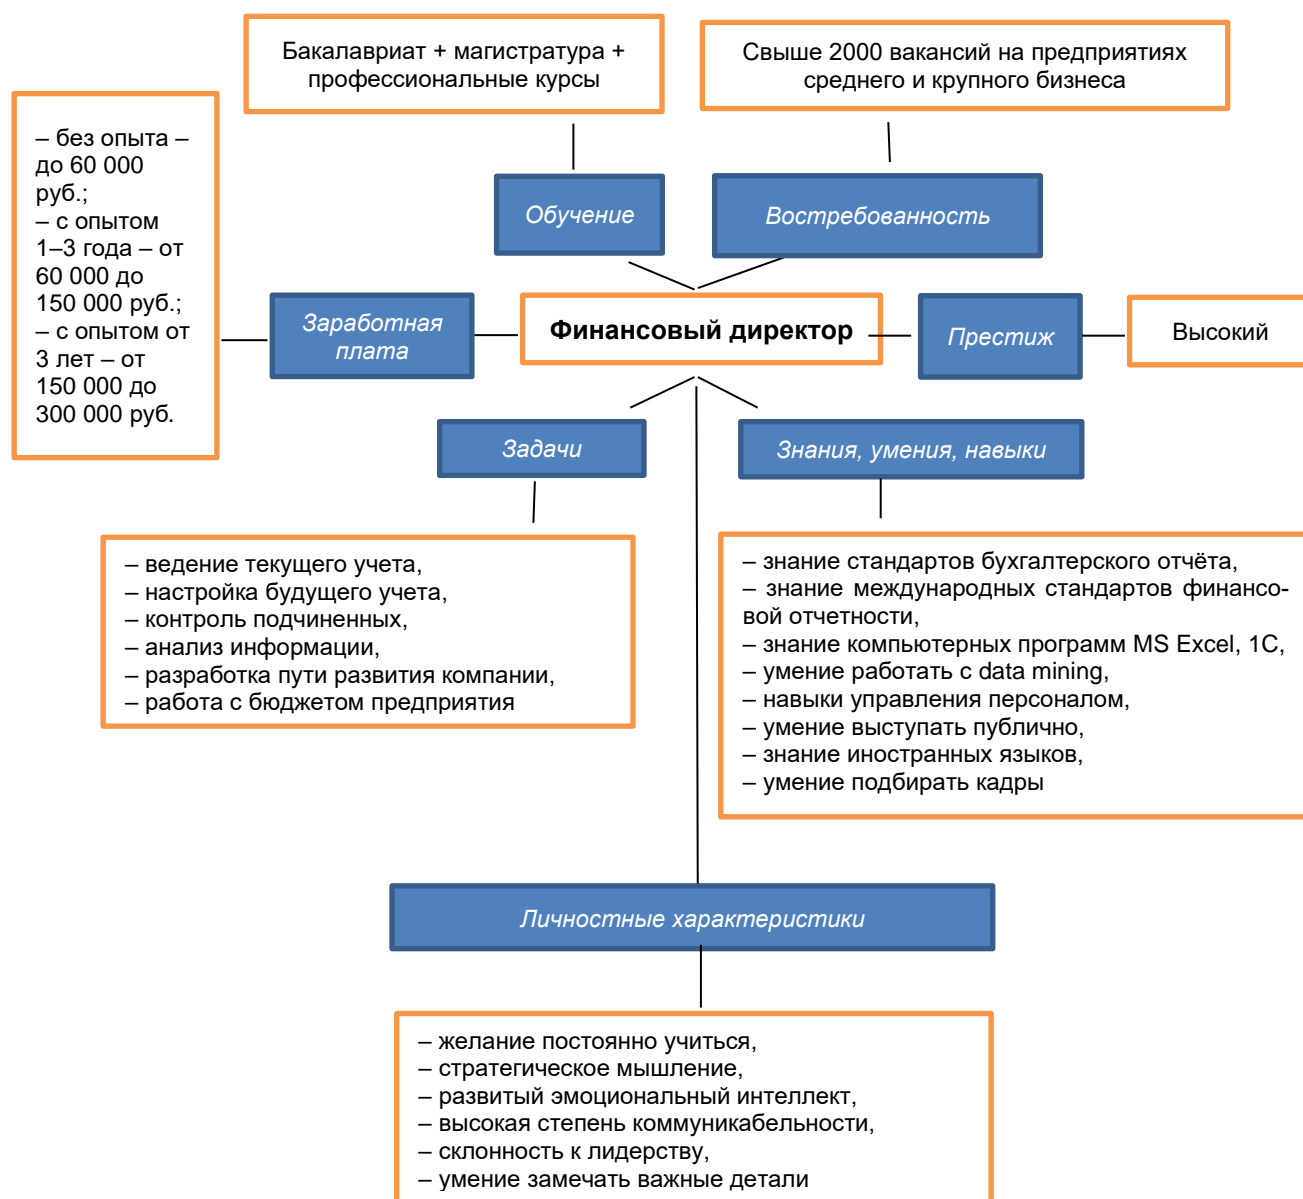 Бакалавриат + магистратура +
профессиональные курсы
Свыше 2000 вакансий на предприятиях
среднего и крупного бизнеса
– без опыта –
до 60 000
руб.;
– с опытом
1–3 года – от
60 000 до
150 000 руб.;
– с опытом от
3 лет – от
150 000 до
300 000 руб.
Обучение
Востребованность
Заработная
плата
Финансовый директор
Престиж
Высокий
Задачи
Знания, умения, навыки
– ведение текущего учета,
– настройка будущего учета,
– контроль подчиненных,
– анализ информации,
– разработка пути развития компании,
– работа с бюджетом предприятия
– знание стандартов бухгалтерского отчёта,
– знание международных стандартов финансо-
вой отчетности,
– знание компьютерных программ MS Excel, 1С,
– умение работать с data mining,
– навыки управления персоналом,
– умение выступать публично,
– знание иностранных языков,
– умение подбирать кадры
Личностные характеристики
– желание постоянно учиться,
– стратегическое мышление,
– развитый эмоциональный интеллект,
– высокая степень коммуникабельности,
– склонность к лидерству,
– умение замечать важные детали